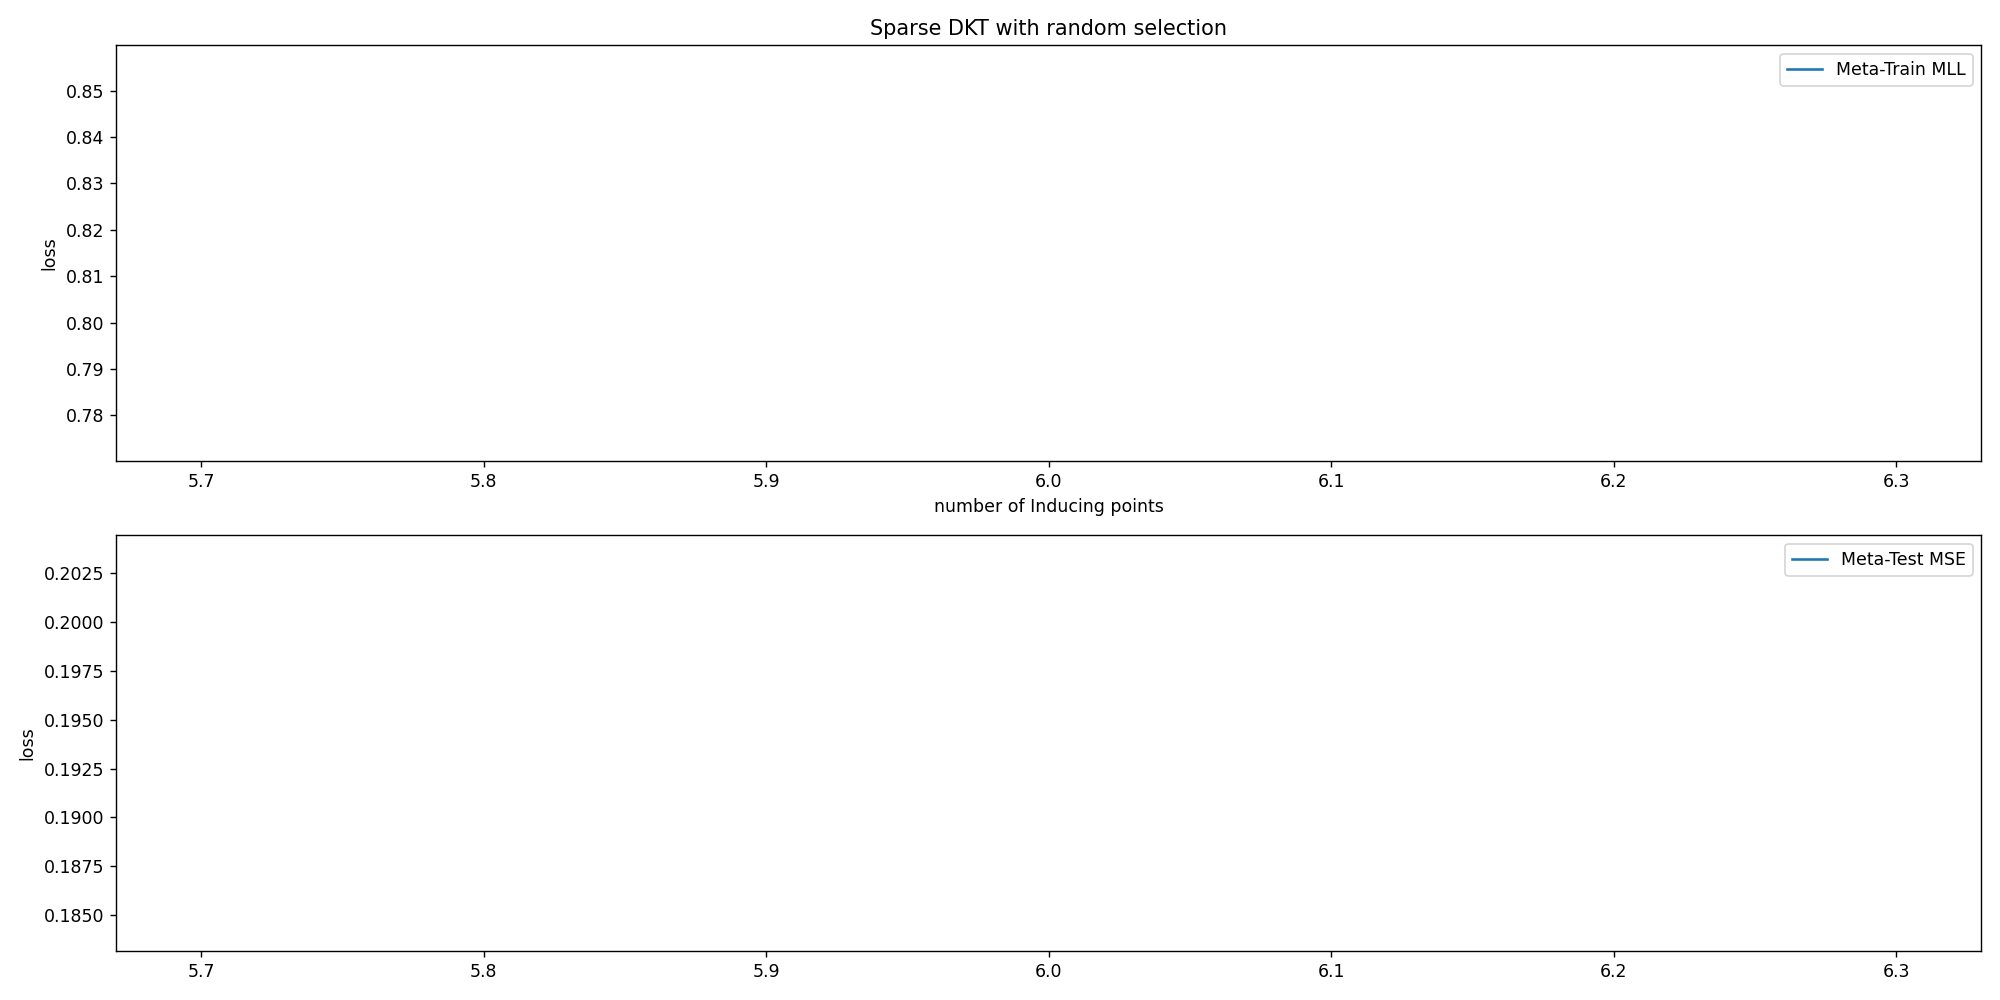 Sparse DKT with random selection
Meta-Train MLL
0.85
0.84
0.83
0.82
0.81
0.80
0.79
0.78
loss
5.7 5.8 5.9 6.0 6.1 6.2 6.3
number of Inducing points
Meta-Test MSE
0.2025
0.2000
0.1975
0.1950
0.1925
0.1900
0.1875
0.1850
loss
5.7 5.8 5.9 6.0 6.1 6.2 6.3